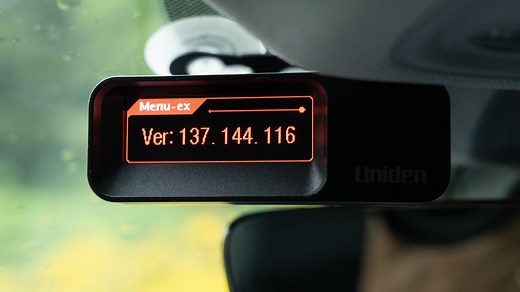 Menu-ex
Ver: 137. 144. 116
Uniden